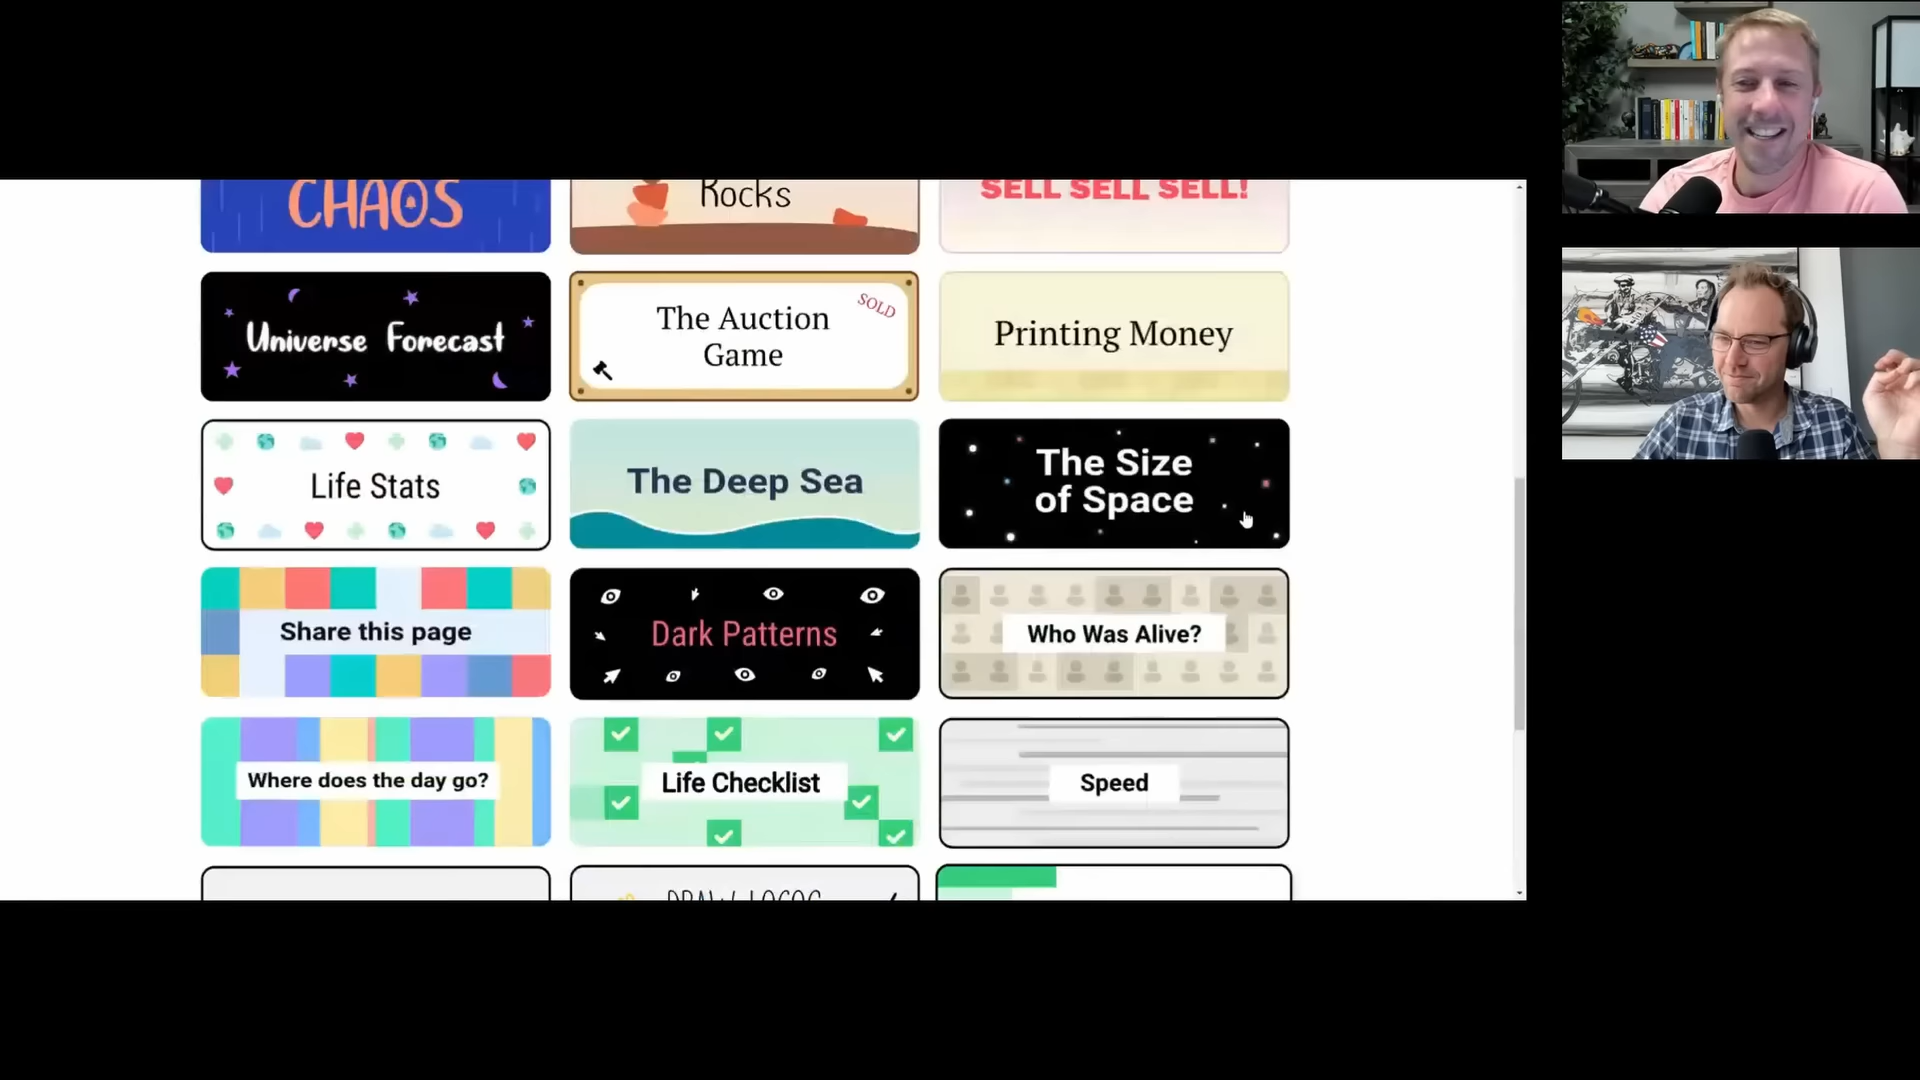 CHAOS
Rocks
SELL SELL SELL!
Universe Forecast
The Auction
Game
SOLD
Printing Money
Life Stats
The Deep Sea
The Size
of Space
Share this page
Dark Patterns
Who Was Alive?
Where does the day go?
Life Checklist
Speed
DRAW LOGOS